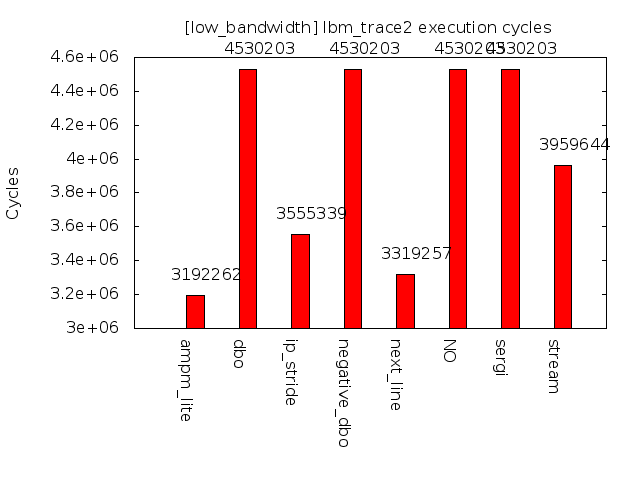 [low_bandwidth] lbm_trace2 execution cycles
4530203 4530203 4530203 4530203
4.6e+06
4.4e+06
4.2e+06
4e+06
3959644
3.8e+06
3.6e+06
3555339
3.4e+06
3319257
3192262
3.2e+06
3e+06
Cycles
ampm_lite
dbo
ip_stride
negative_dbo
next_line
NO
sergi
stream